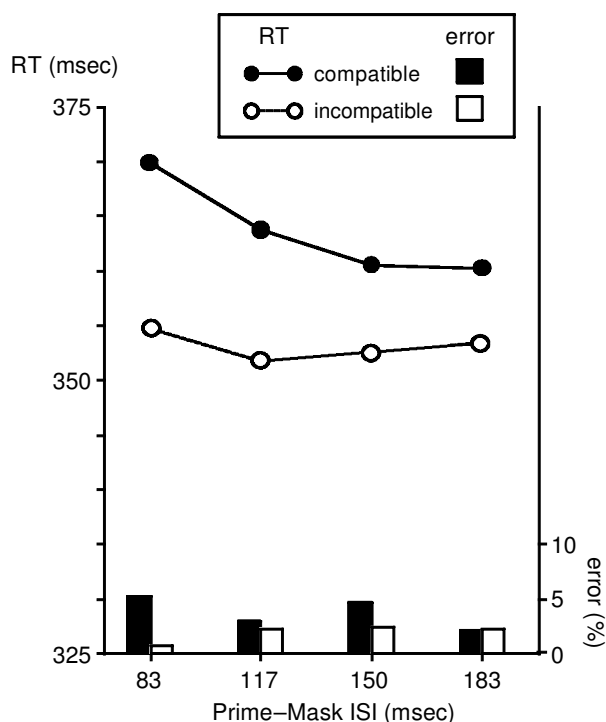 RT error
RT (msec)
compatible
incompatible
375
350
325
10
5
0
error (%)
83 117 150 183
Prime–Mask ISI (msec)